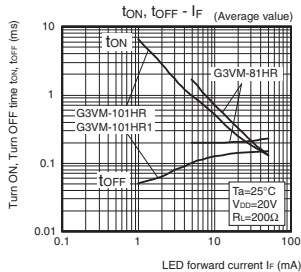 tON, tOFF - IF (Average value)
Turn ON, Turn OFF time tON, tOFF (ms)
10
tON
G3VM-81HR
1
G3VM-101HR
G3VM-101HR1
0.1
tOFF
Ta=25°C
VDD=20V
RL=200Ω
0.01
0.1 1 10 100
LED forward current IF (mA)